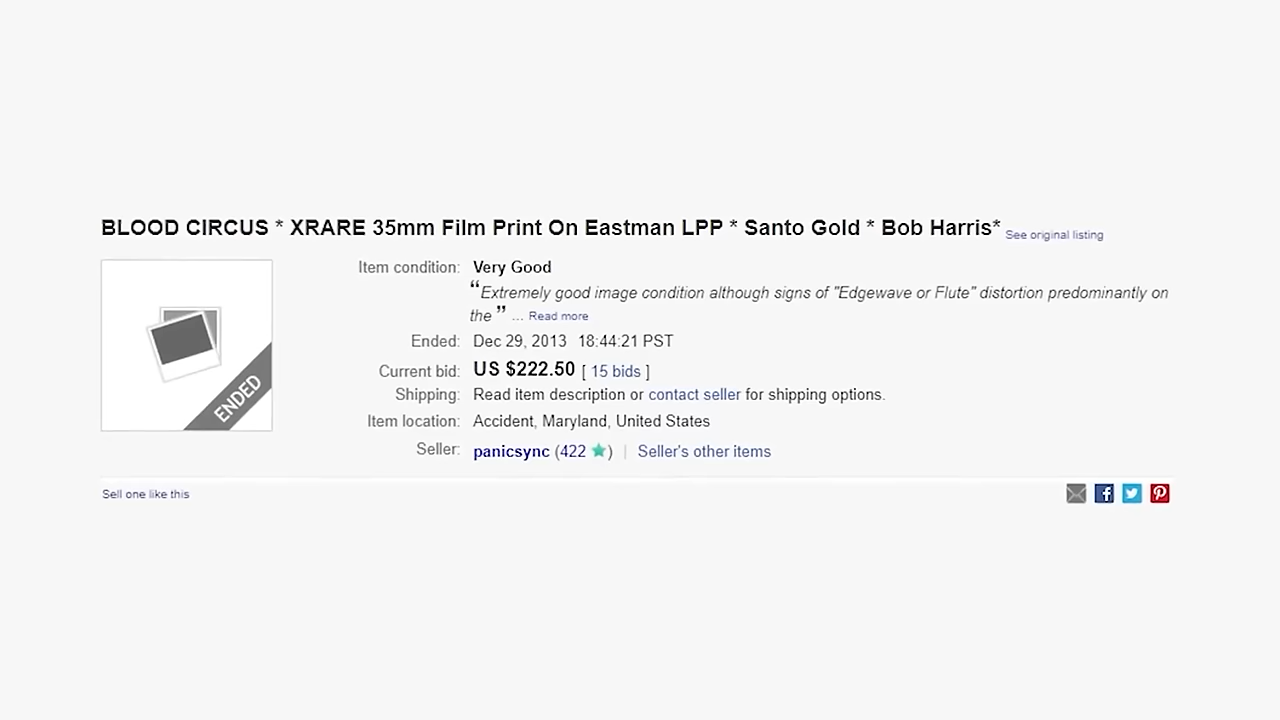 BLOOD CIRCUS * XRARE 35mm Film Print On Eastman LPP * Santo Gold * Bob Harris* See original listing
ENDED
Item condition: Very Good
“Extremely good image condition although signs of "Edgewave or Flute" distortion predominantly on
the ” ... Read more
Ended: Dec 29, 2013 18:44:21 PST
Current bid: US $222.50 [ 15 bids ]
Shipping: Read item description or contact seller for shipping options.
Item location: Accident, Maryland, United States
Seller: panicsync (422 ) | Seller's other items
Sell one like this